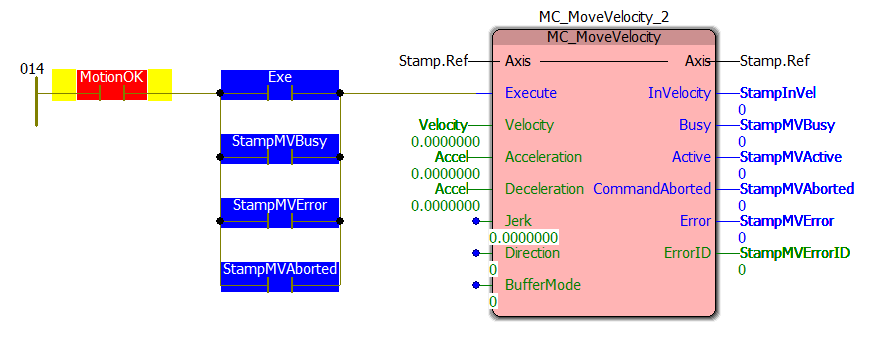 MC_MoveVelocity_2
MC_MoveVelocity
014
Stamp.Ref Axis Axis Stamp.Ref
MotionOK Exe Execute InVelocity StampInVel
0
Velocity Velocity Busy StampMVBusy
0.0000000 0
StampMVBusy
Accel Acceleration Active StampMVActive
0.0000000 0
Accel Deceleration CommandAborted StampMVAborted
0.0000000 0
StampMVError
Jerk Error StampMVError
0.0000000 0
Direction ErrorID StampMVErrorID
0 0
StampMVAborted
BufferMode
0